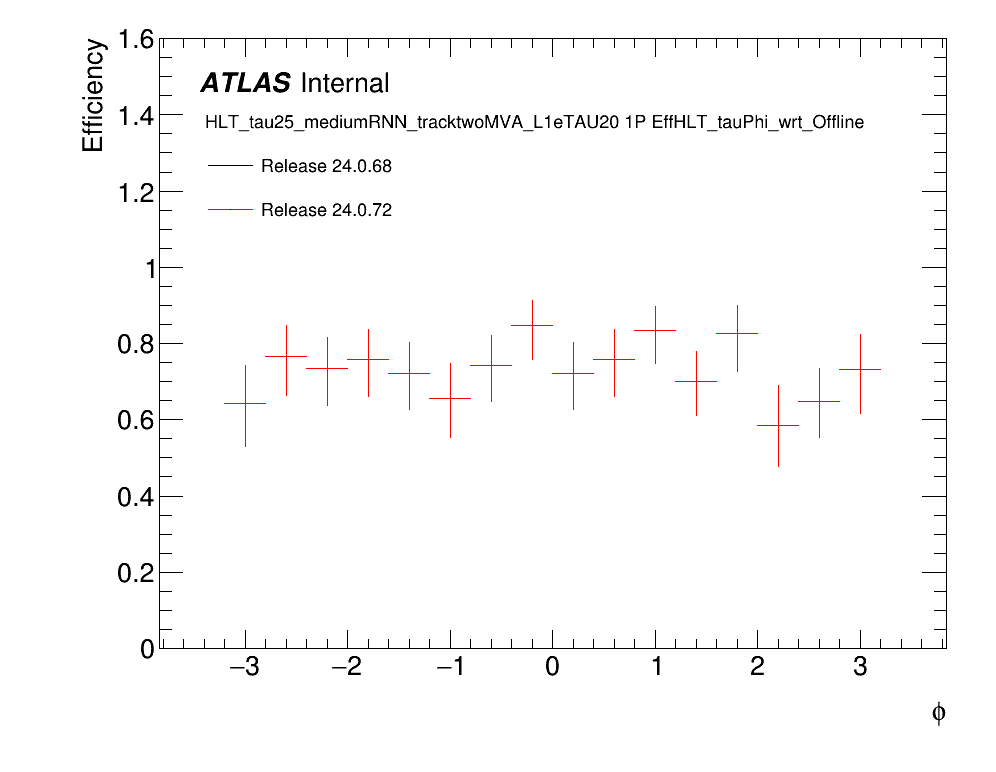 Efficiency
1.6
1.4
1.2
1
0.8
0.6
0.4
0.2
0
ATLAS Internal
HLT_tau25_mediumRNN_tracktwoMVA_L1eTAU20 1P EffHLT_tauPhi_wrt_Offline
Release 24.0.68
Release 24.0.72
−3 −2 −1 0 1 2 3
ϕ